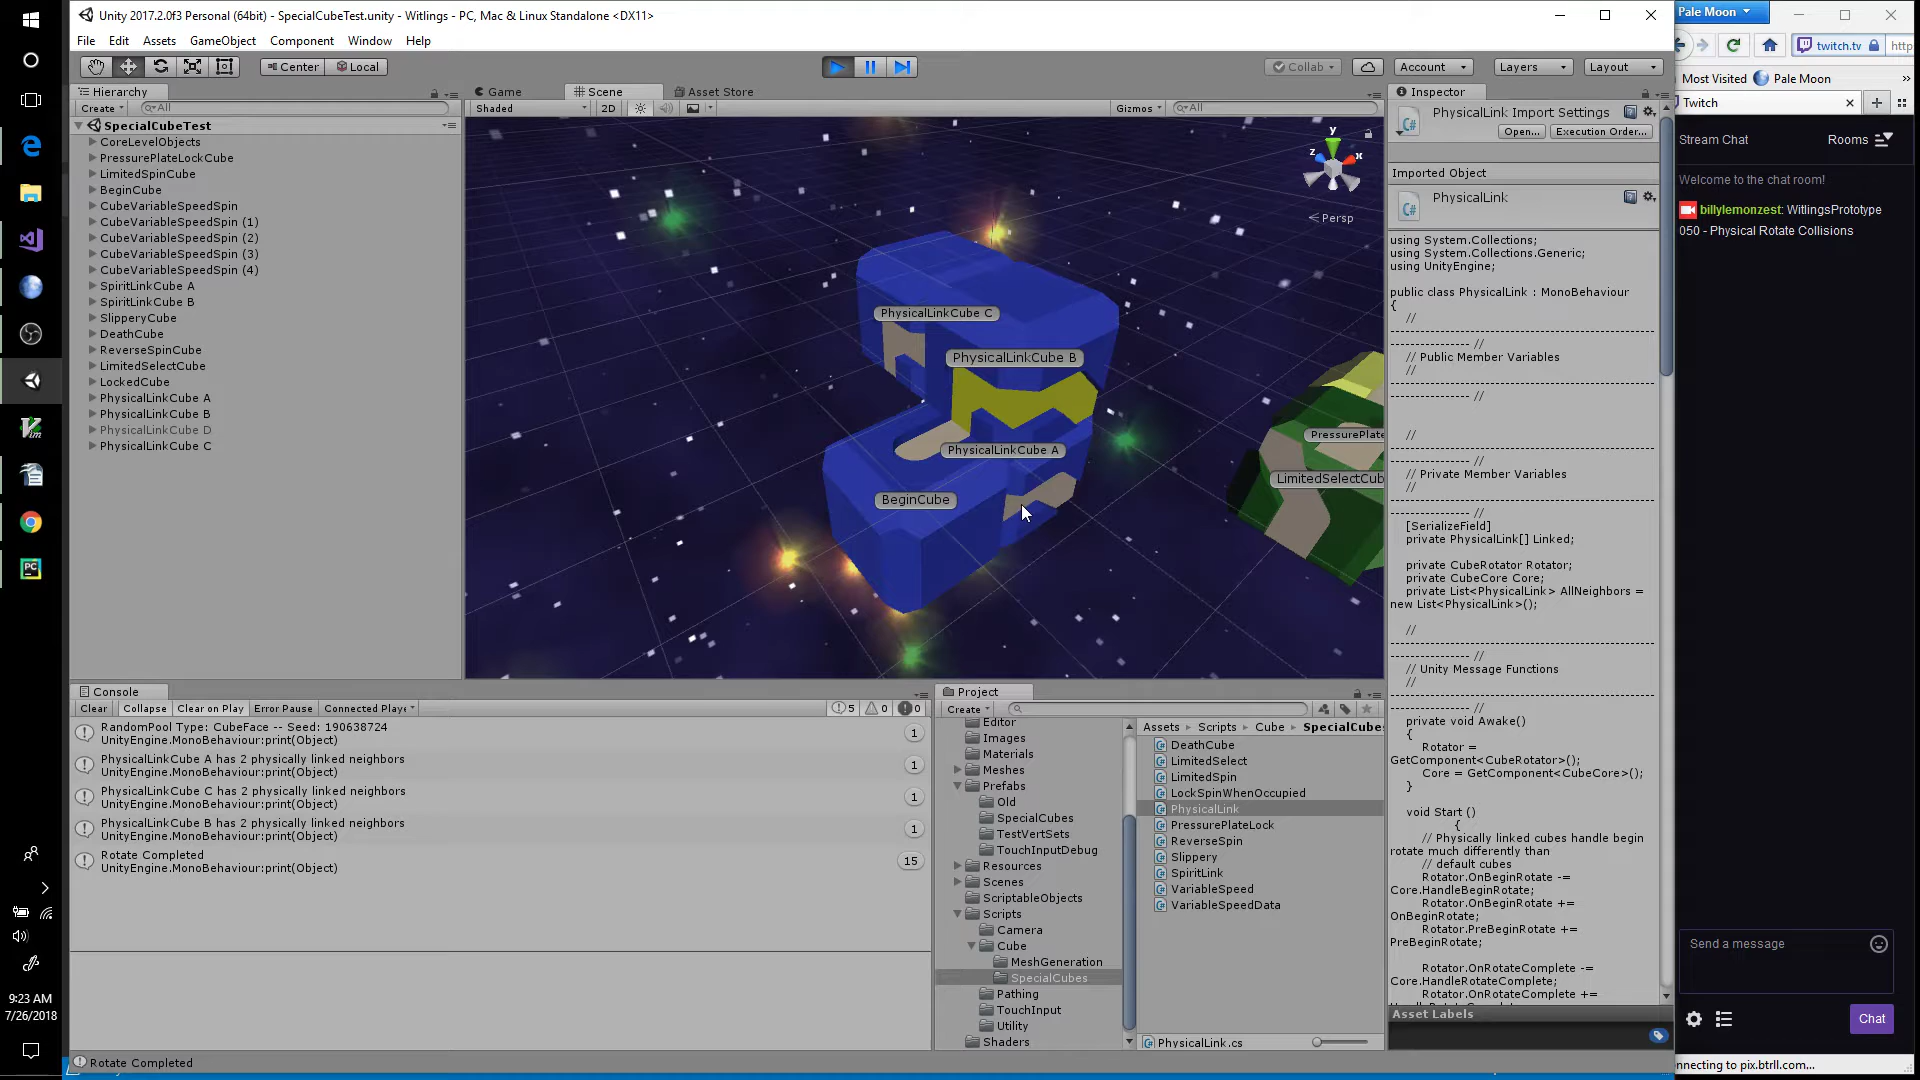 Unity 2017.2.0f3 Personal (64bit) - SpecialCubeTest.unity - Witlings - PC, Mac & Linux Standalone <DX11>
File Edit Assets GameObject Component Window Help
Center Local
Collab Account Layers Layout
Hierarchy
Create All
SpecialCubeTest
CoreLevelObjects
PressurePlateLockCube
LimitedSpinCube
BeginCube
CubeVariableSpeedSpin
CubeVariableSpeedSpin (1)
CubeVariableSpeedSpin (2)
CubeVariableSpeedSpin (3)
CubeVariableSpeedSpin (4)
SpiritLinkCube A
SpiritLinkCube B
SlipperyCube
DeathCube
ReverseSpinCube
LimitedSelectCube
LockedCube
PhysicalLinkCube A
PhysicalLinkCube B
PhysicalLinkCube D
PhysicalLinkCube C
Game Scene Asset Store
Shaded 2D Gizmos All
y
z x
Persp
PhysicalLinkCube C
PhysicalLinkCube B
PhysicalLinkCube A
BeginCube
PressurePlate
LimitedSelectCub
Console
Clear Collapse Clear on Play Error Pause Connected Playe 5 0 0
RandomPool Type: CubeFace -- Seed: 190638724
UnityEngine.MonoBehaviour:print(Object) 1
PhysicalLinkCube A has 2 physically linked neighbors
UnityEngine.MonoBehaviour:print(Object) 1
PhysicalLinkCube C has 2 physically linked neighbors
UnityEngine.MonoBehaviour:print(Object) 1
PhysicalLinkCube B has 2 physically linked neighbors
UnityEngine.MonoBehaviour:print(Object) 1
Rotate Completed
UnityEngine.MonoBehaviour:print(Object) 15
Rotate Completed
Project
Create
Editor
Images
Materials
Meshes
Prefabs
Old
SpecialCubes
TestVertSets
TouchInputDebug
Resources
Scenes
ScriptableObjects
Scripts
Camera
Cube
MeshGeneration
SpecialCubes
Pathing
TouchInput
Utility
Shaders
Assets Scripts Cube SpecialCubes
DeathCube
LimitedSelect
LimitedSpin
LockSpinWhenOccupied
PhysicalLink
PressurePlateLock
ReverseSpin
Slippery
SpiritLink
VariableSpeed
VariableSpeedData
PhysicalLink.cs
Inspector
PhysicalLink Import Settings
Open... Execution Order...
Imported Object
PhysicalLink
using System.Collections;
using System.Collections.Generic;
using UnityEngine;
public class PhysicalLink : MonoBehaviour
{
//
------------------------------------------------
--------------- //
// Public Member Variables
//
------------------------------------------------
--------------- //
//
------------------------------------------------
--------------- //
// Private Member Variables
//
------------------------------------------------
--------------- //
[SerializeField]
private PhysicalLink[] Linked;
private CubeRotator Rotator;
private CubeCore Core;
private List<PhysicalLink> AllNeighbors =
new List<PhysicalLink>();
//
------------------------------------------------
--------------- //
// Unity Message Functions
//
------------------------------------------------
--------------- //
private void Awake()
{
Rotator =
GetComponent<CubeRotator>();
Core = GetComponent<CubeCore>();
}
void Start ()
{
// Physically linked cubes handle begin
rotate much differently than
// default cubes
Rotator.OnBeginRotate -=
Core.HandleBeginRotate;
Rotator.OnBeginRotate +=
OnBeginRotate;
Rotator.PreBeginRotate +=
PreBeginRotate;
Rotator.OnRotateComplete -=
Core.HandleRotateComplete;
Rotator.OnRotateComplete +=
Asset Labels
Pale Moon
twitch.tv http
Most Visited Pale Moon
Twitch
Stream Chat Rooms
Welcome to the chat room!
billylemonzest: WitlingsPrototype
050 - Physical Rotate Collisions
Send a message
Chat
nnecting to pix.btrll.com...
9:23 AM
7/26/2018